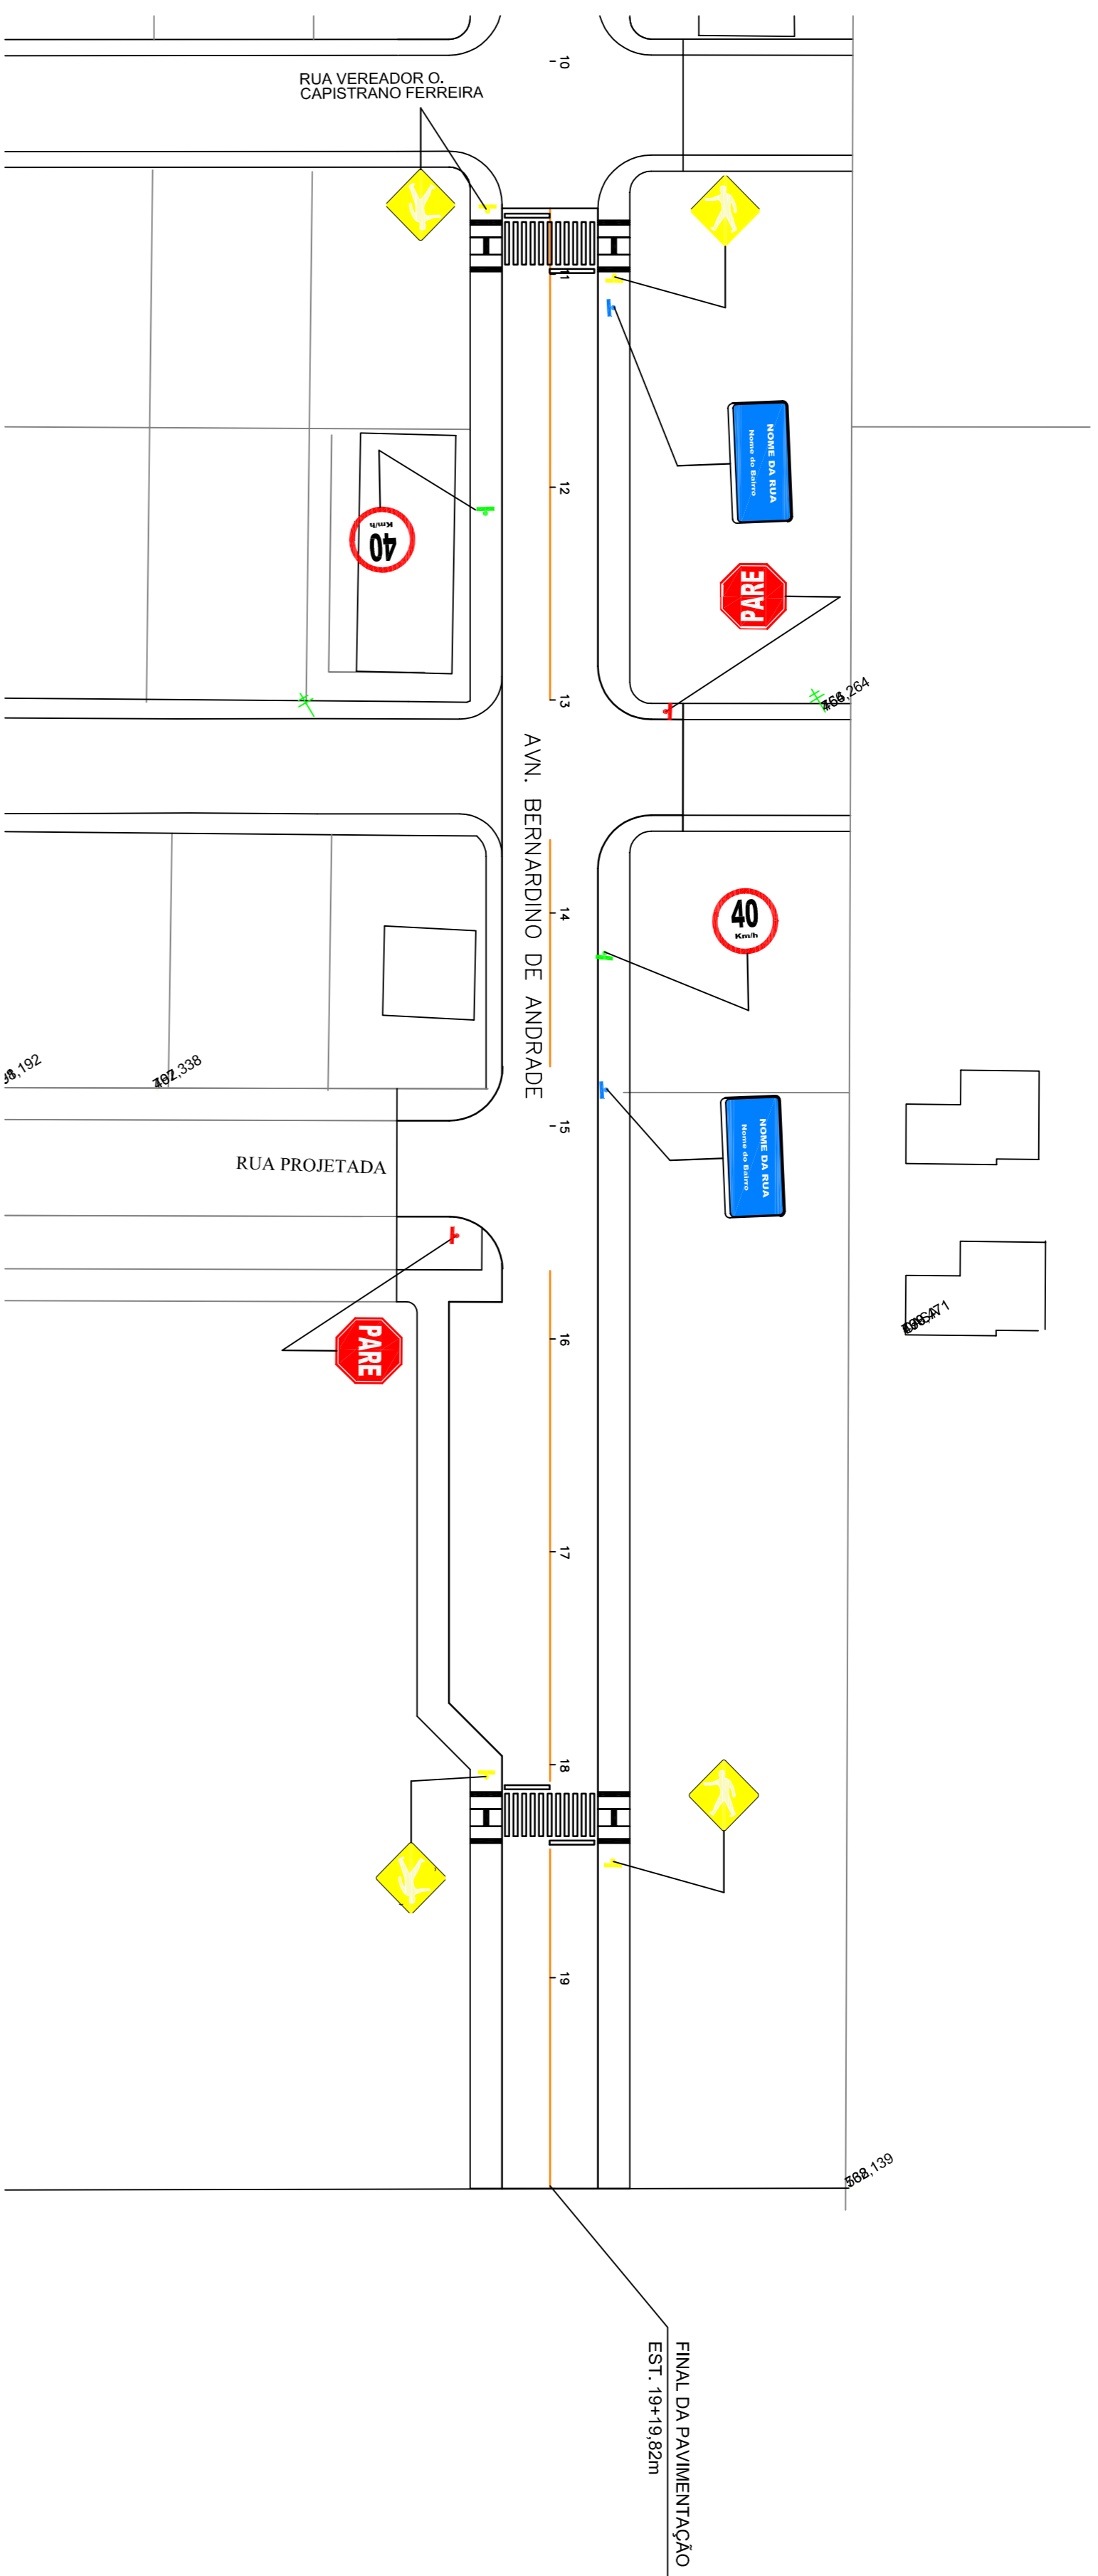 10
RUA VEREADOR O.
CAPISTRANO FERREIRA
11
NOME DA RUA
Nome do Bairro
12
40
Km/h
PARE
13
AVN. BERNARDINO DE ANDRADE
40
Km/h
14
15
NOME DA RUA
Nome do Bairro
RUA PROJETADA
16
PARE
17
18
19
FINAL DA PAVIMENTAÇÃO
EST. 19+19,82m